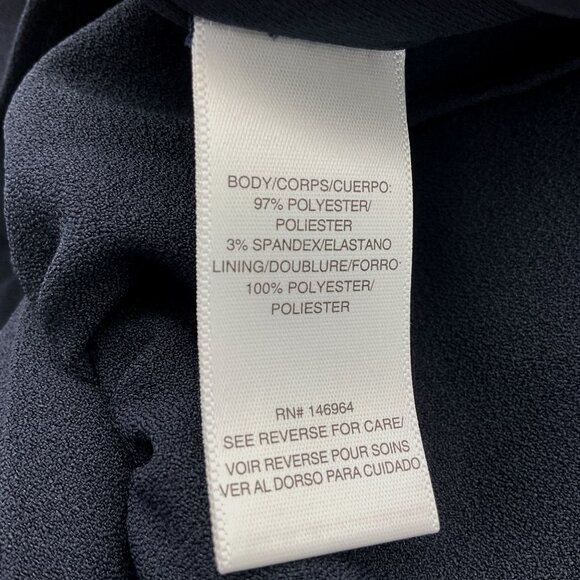 BODY/CORPS/CUERPO:
97% POLYESTER/
POLIESTER
3% SPANDEX/ELASTANO
LINING/DOUBLURE/FORRO:
100% POLYESTER/
POLIESTER
RN# 146964
SEE REVERSE FOR CARE/
VOIR REVERSE POUR SOINS
VER AL DORSO PARA CUIDADO